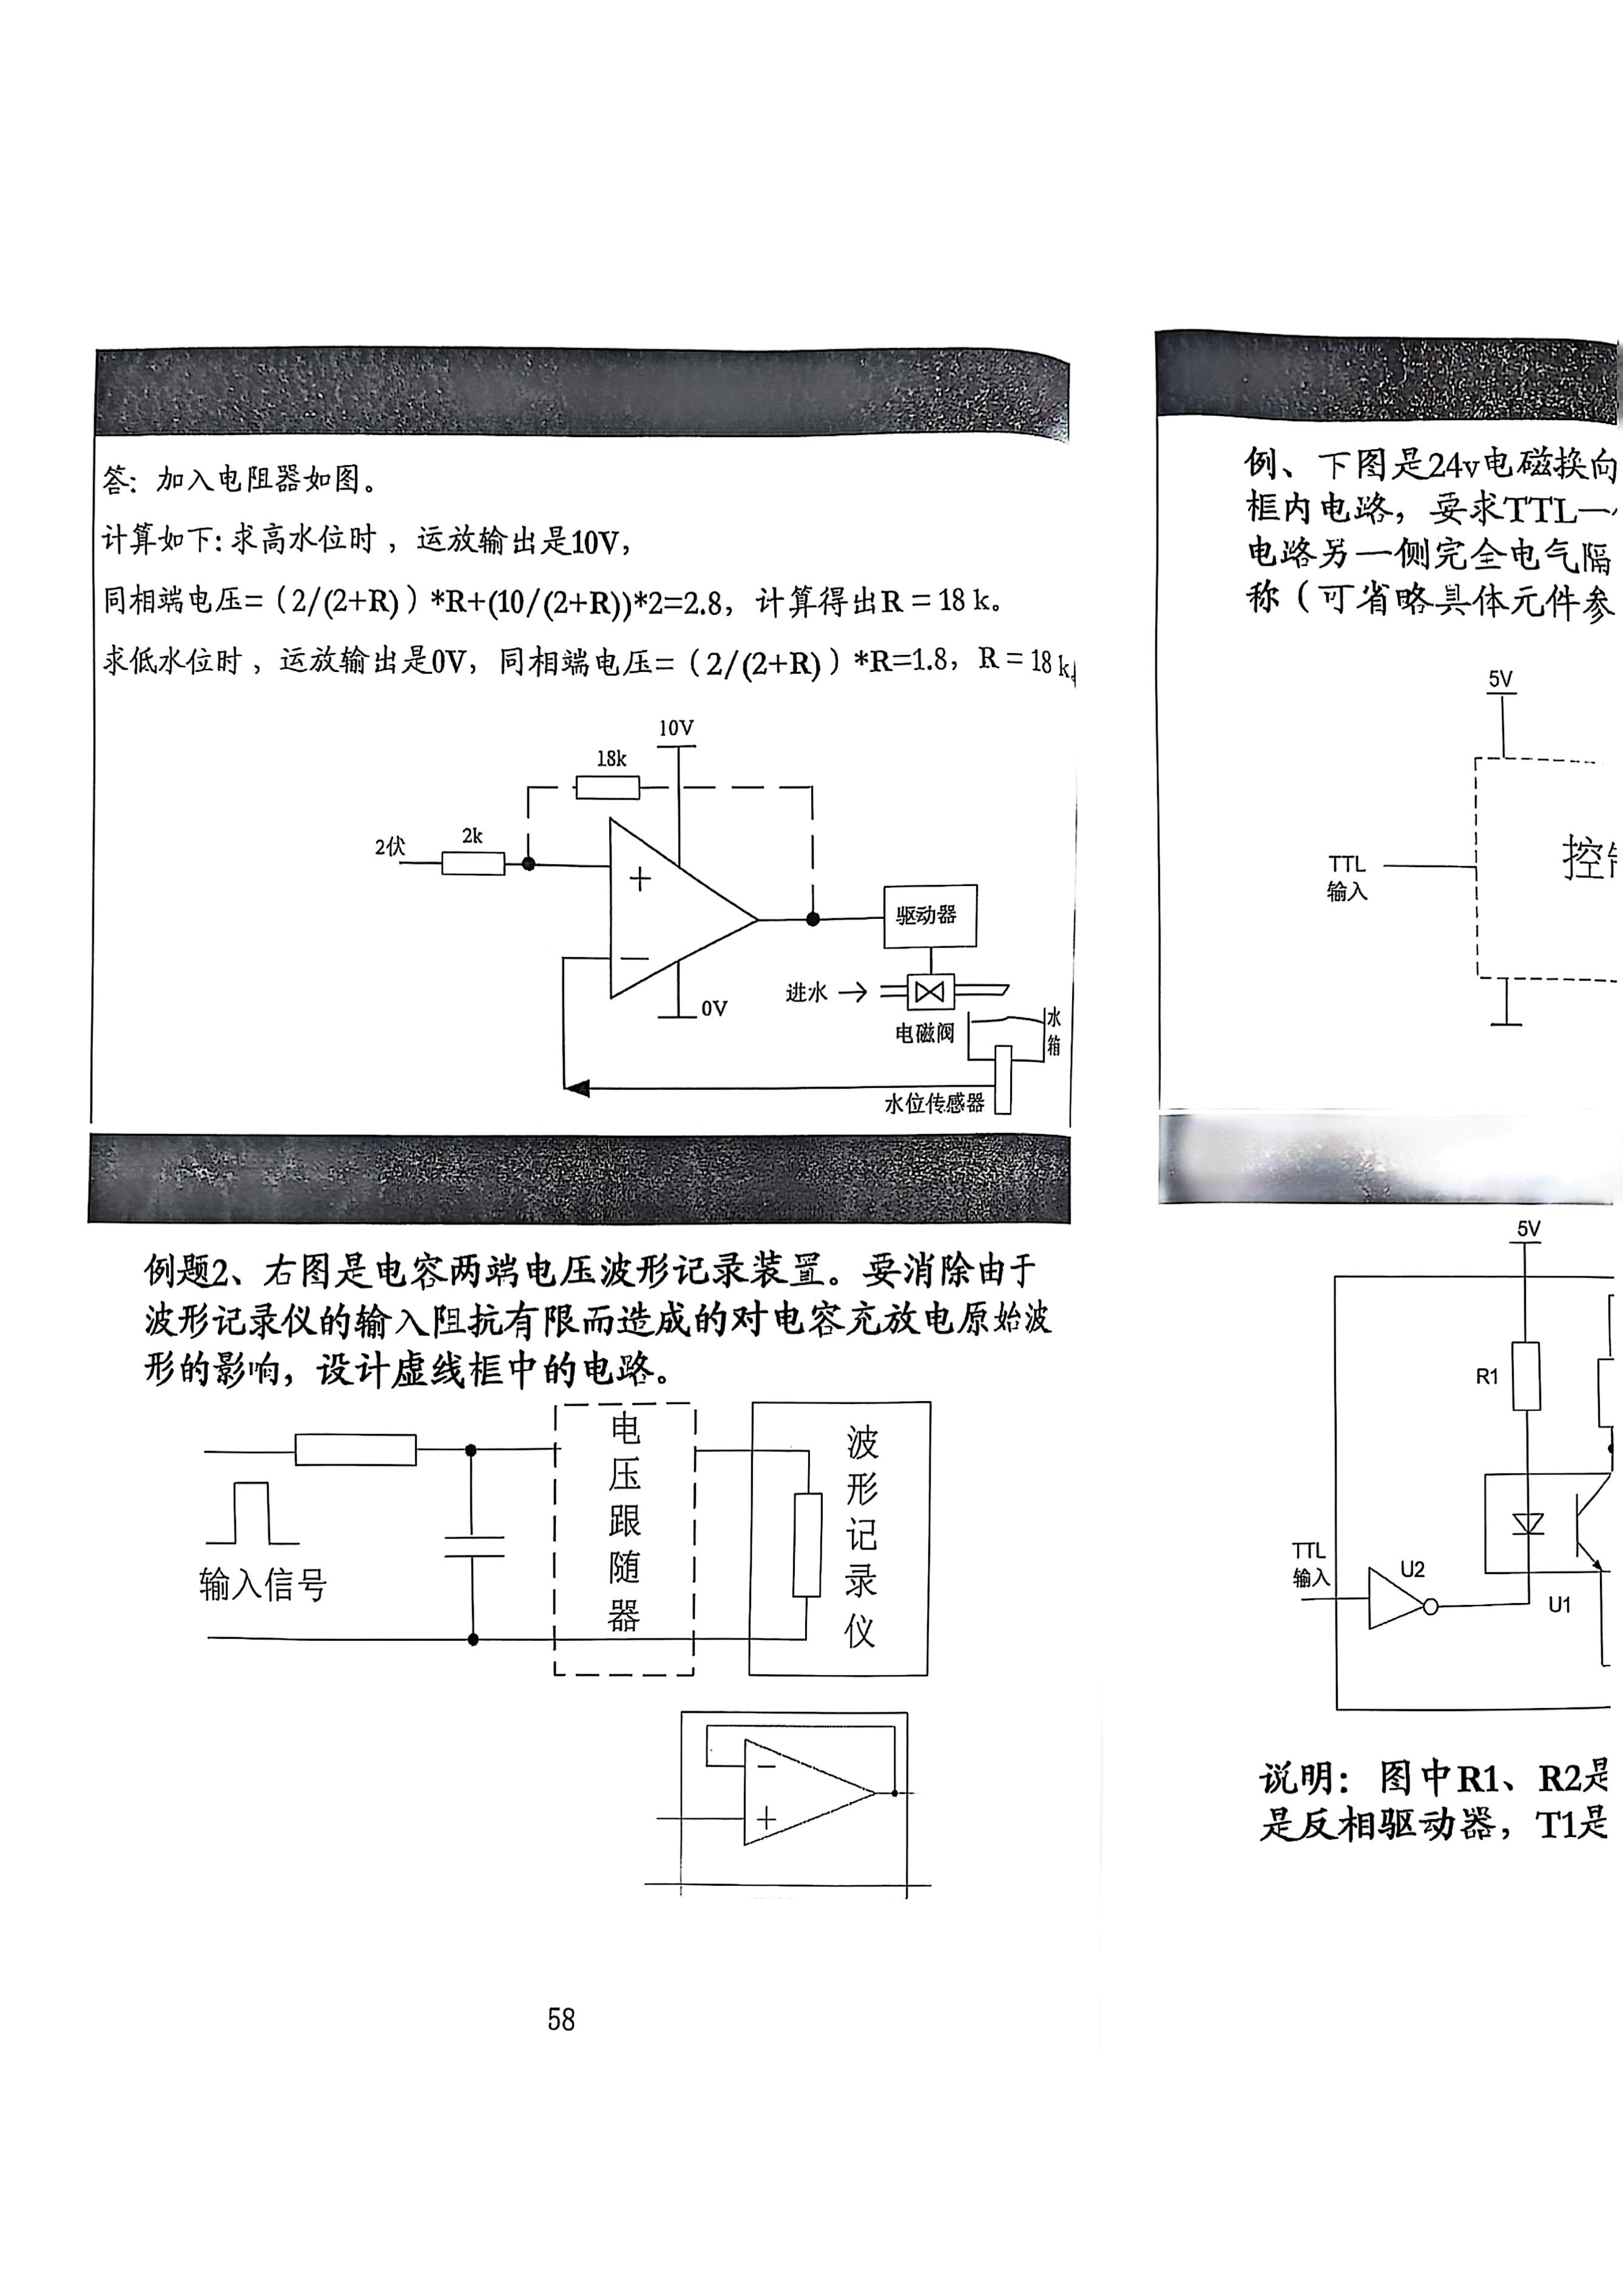 答：加入电阻器如图。
计算如下:求高水位时，运放输出是10V，
同相端电压=（2/(2+R)）*R+(10/(2+R))*2=2.8，计算得出R = 18 k。
求低水位时，运放输出是0V，同相端电压=（2/(2+R)）*R=1.8，R = 18 k。
10V
18k
2伏
2k
+
驱动器
−
0V
进水
电磁阀
水箱
水位传感器
例题2、右图是电容两端电压波形记录装置。要消除由于
波形记录仪的输入阻抗有限而造成的对电容充放电原始波
形的影响，设计虚线框中的电路。
输入信号
电压跟随器
波形记录仪
−
+
58
例、下图是24v电磁换向
框内电路，要求TTL一
电路另一侧完全电气隔
称（可省略具体元件参
5V
TTL
输入
控
5V
R1
TTL
输入
U2
U1
说明：图中R1、R2是
是反相驱动器，T1是